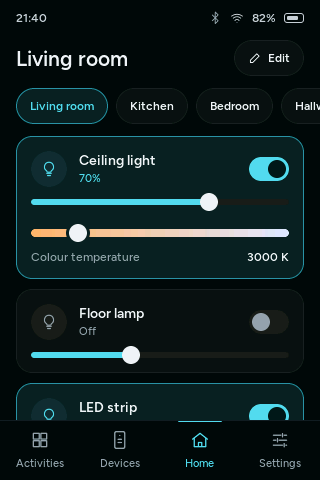 21:40 82%
Living room Edit
Living room Kitchen Bedroom
Ceiling light
70%
Colour temperature 3000 K
Floor lamp
Off
LED strip
Activities Devices Home Settings